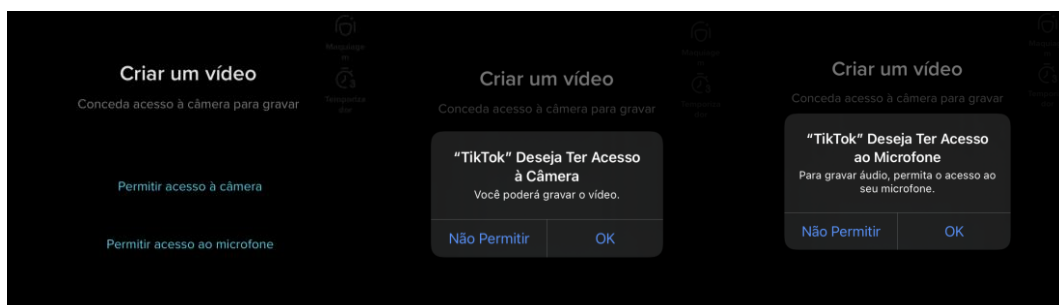 Maquiage
m
Criar um vídeo
Conceda acesso à câmera para gravar
Temporiza
dor
Permitir acesso à câmera
Permitir acesso ao microfone
Criar um vídeo
Conceda acesso à câmera para gravar
“TikTok” Deseja Ter Acesso
à Câmera
Você poderá gravar o vídeo.
Não Permitir
OK
Criar um vídeo
Conceda acesso à câmera para gravar
“TikTok” Deseja Ter Acesso
ao Microfone
Para gravar áudio, permita o acesso ao
seu microfone.
Não Permitir
OK